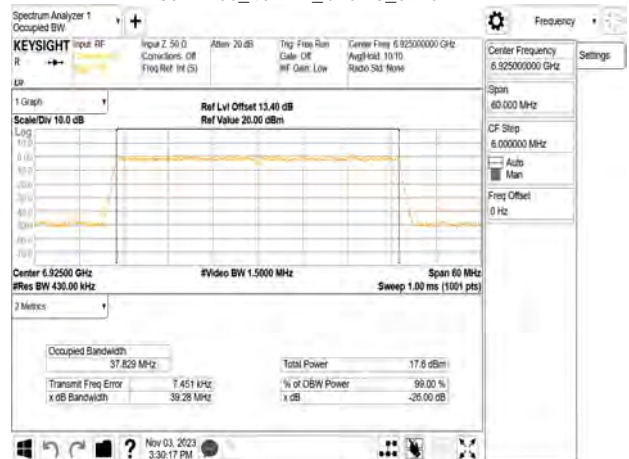 Spectrum Analyzer 1
Occupied BW
+
Frequency
KEYSIGHT
Input: RF
R
Input Z: 50 Ω
Corrections: Off
Freq Ref: Int (S)
Atten: 20 dB
Trig: Free Run
Gate: Off
#IF Gain: Low
Center Freq: 6.925000000 GHz
Avg|Hold: 10/10
Radio Std: None
Center Frequency
6.925000000 GHz
Settings
Span
60.000 MHz
CF Step
6.000000 MHz
Auto
Man
Freq Offset
0 Hz
1 Graph
Scale/Div 10.0 dB
Ref Lvl Offset 13.40 dB
Ref Value 20.00 dBm
Log
10.0
0.00
Center 6.92500 GHz
#Res BW 430.00 kHz
#Video BW 1.5000 MHz
Span 60 MHz
Sweep 1.00 ms (1001 pts)
2 Metrics
Occupied Bandwidth
37.829 MHz
Total Power
17.6 dBm
Transmit Freq Error
7.451 kHz
% of OBW Power
99.00 %
x dB Bandwidth
39.28 MHz
x dB
-26.00 dB
?
Nov 03, 2023
3:30:17 PM